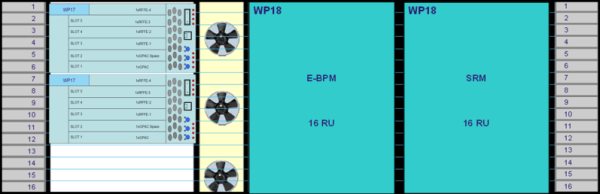 1
2
3
4
5
6
7
8
9
10
11
12
13
14
15
16
WP17
SLOT 5
SLOT 4
SLOT 3
SLOT 2
SLOT 1
WP17
SLOT 5
SLOT 4
SLOT 3
SLOT 2
SLOT 1
WP18
E-BPM
16 RU
WP18
SRM
16 RU
1
2
3
4
5
6
7
8
9
10
11
12
13
14
15
16